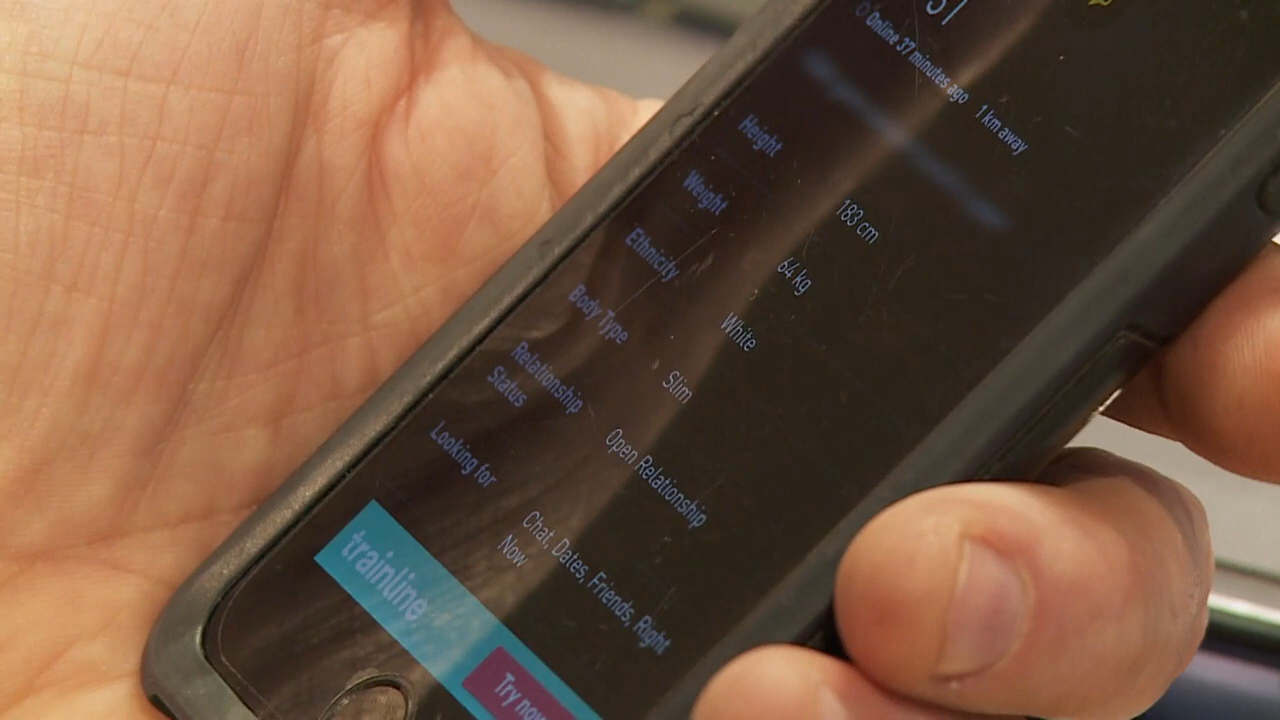 31
Online 37 minutes ago 1 km away
Height 183 cm
Weight 64 kg
Ethnicity White
Body Type Slim
Relationship Open Relationship
Status
Looking for Chat, Dates, Friends, Right
Now
trainline Try now